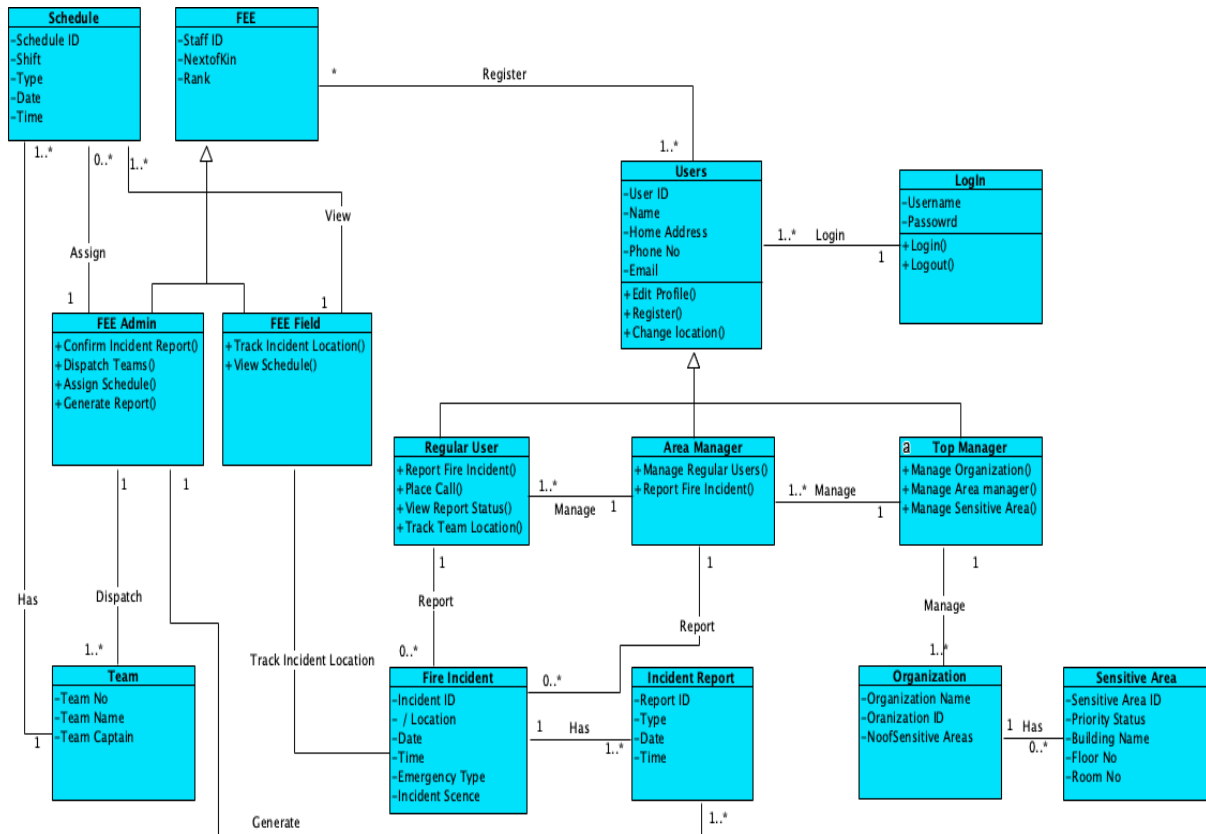 Schedule
-Schedule ID
-Shift
-Type
-Date
-Time
FEE
-Staff ID
-NextofKin
-Rank
*
Register
1..*
1..*
0..*
1..*
View
Assign
1
1
Users
-User ID
-Name
-Home Address
-Phone No
-Email
+Edit Profile()
+Register()
+Change location()
1..*
Login
1
LogIn
-Username
-Passowrd
+Login()
+Logout()
FEE Admin
+Confirm Incident Report()
+Dispatch Teams()
+Assign Schedule()
+Generate Report()
FEE Field
+Track Incident Location()
+View Schedule()
Regular User
+Report Fire Incident()
+Place Call()
+View Report Status()
+Track Team Location()
1..*
Manage
1
Area Manager
+Manage Regular Users()
+Report Fire Incident()
1..*
Manage
1
a
Top Manager
+Manage Organization()
+Manage Area manager()
+Manage Sensitive Area()
1
1
1
1
1
Has
Dispatch
Report
Report
Manage
1..*
Track Incident Location
0..*
0..*
1..*
1
Team
-Team No
-Team Name
-Team Captain
Fire Incident
-Incident ID
- / Location
-Date
-Time
-Emergency Type
-Incident Scence
1
Has
1..*
Incident Report
-Report ID
-Type
-Date
-Time
Organization
-Organization Name
-Oranization ID
-NoofSensitive Areas
1
Has
0..*
Sensitive Area
-Sensitive Area ID
-Priority Status
-Building Name
-Floor No
-Room No
Generate
1..*